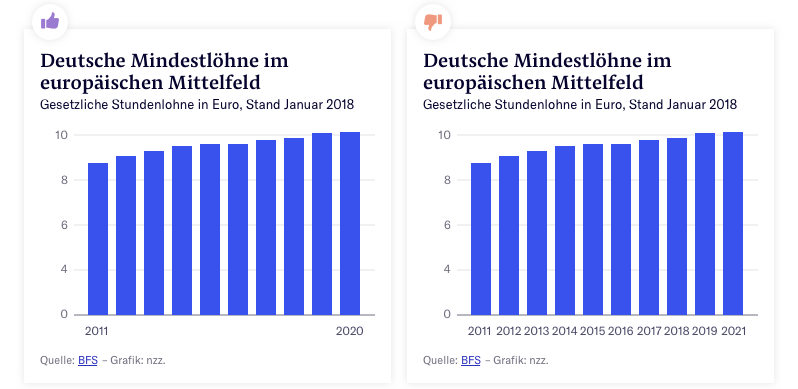 Deutsche Mindestlöhne im
europäischen Mittelfeld
Gesetzliche Stundenlohne in Euro, Stand Januar 2018
10
8
6
4
0
2011 2020
Quelle: BFS – Grafik: nzz.
Deutsche Mindestlöhne im
europäischen Mittelfeld
Gesetzliche Stundenlohne in Euro, Stand Januar 2018
10
8
6
4
0
2011 2012 2013 2014 2015 2016 2017 2018 2019 2021
Quelle: BFS – Grafik: nzz.